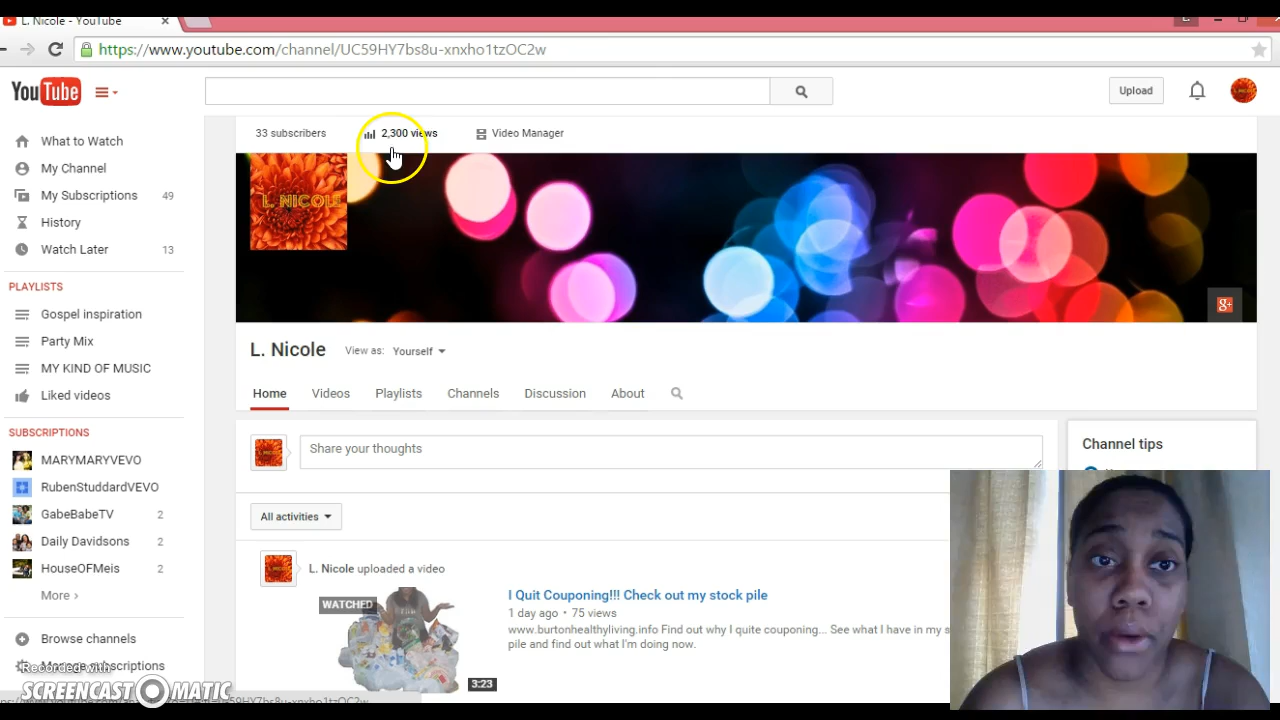 L. Nicole - YouTube
https://www.youtube.com/channel/UC59HY7bs8u-xnxho1tzOC2w
YouTube
Upload
33 subscribers
2,300 views
Video Manager
What to Watch
My Channel
My Subscriptions 49
History
Watch Later 13
PLAYLISTS
Gospel inspiration
Party Mix
MY KIND OF MUSIC
Liked videos
SUBSCRIPTIONS
MARYMARYVEVO
RubenStuddardVEVO
GabeBabeTV 2
Daily Davidsons 2
HouseOFMeis 2
More ›
Browse channels
Manage subscriptions
L. NICOLE
g+
L. Nicole
View as: Yourself
Home Videos Playlists Channels Discussion About
Share your thoughts
All activities
L. Nicole uploaded a video
WATCHED
3:23
I Quit Couponing!!! Check out my stock pile
1 day ago • 75 views
www.burtonhealthyliving.info Find out why I quite couponing... See what I have in my s
pile and find out what I'm doing now.
Channel tips
Recorded with
SCREENCAST MATIC